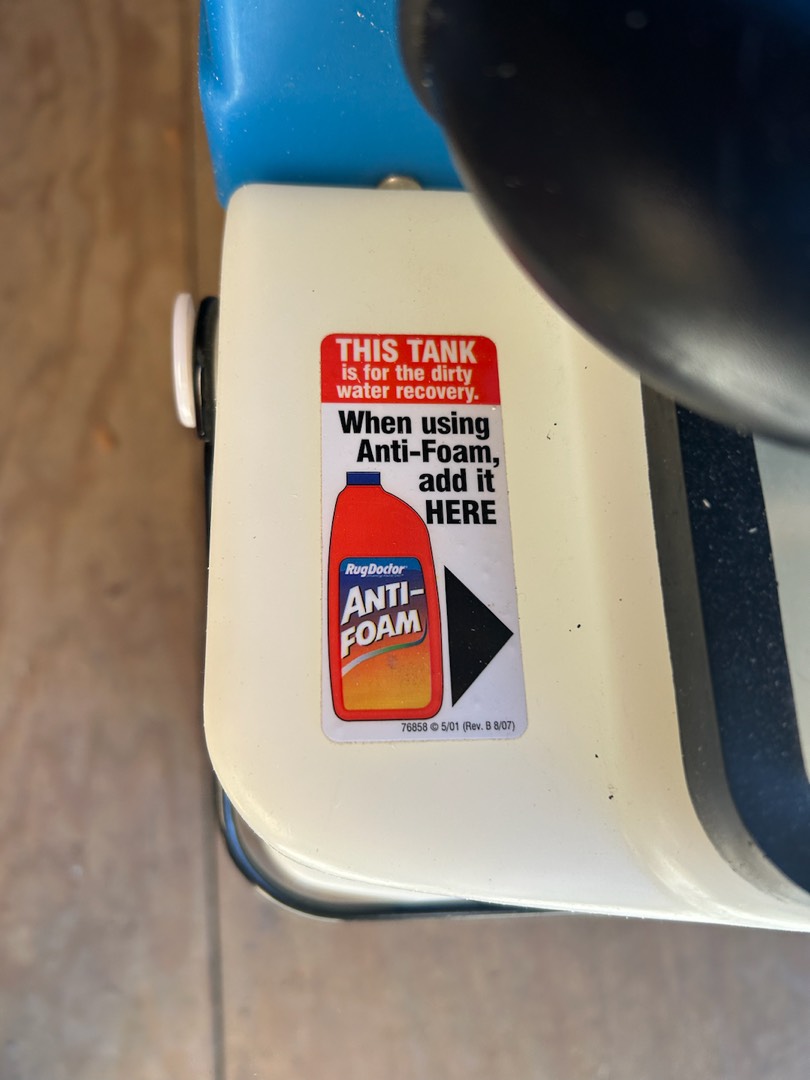 THIS TANK
is for the dirty
water recovery.
When using
Anti-Foam,
add it
HERE
RugDoctor
ANTI-
FOAM
76858 © 5/01 (Rev. B 8/07)